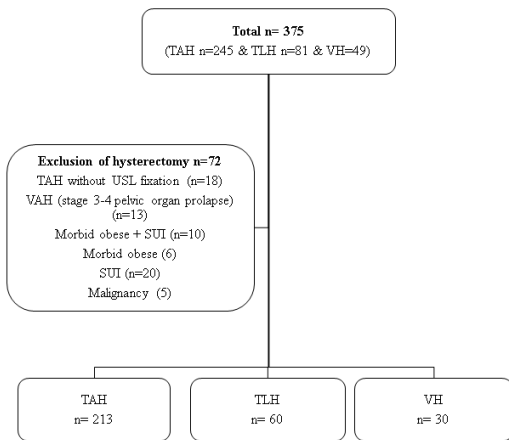 Total n= 375
(TAH n=245 & TLH n=81 & VH=49)
Exclusion of hysterectomy n=72
TAH without USL fixation (n=18)
VAH (stage 3-4 pelvic organ prolapse)
(n=13)
Morbid obese + SUI (n=10)
Morbid obese (6)
SUI (n=20)
Malignancy (5)
TAH
n= 213
TLH
n= 60
VH
n= 30